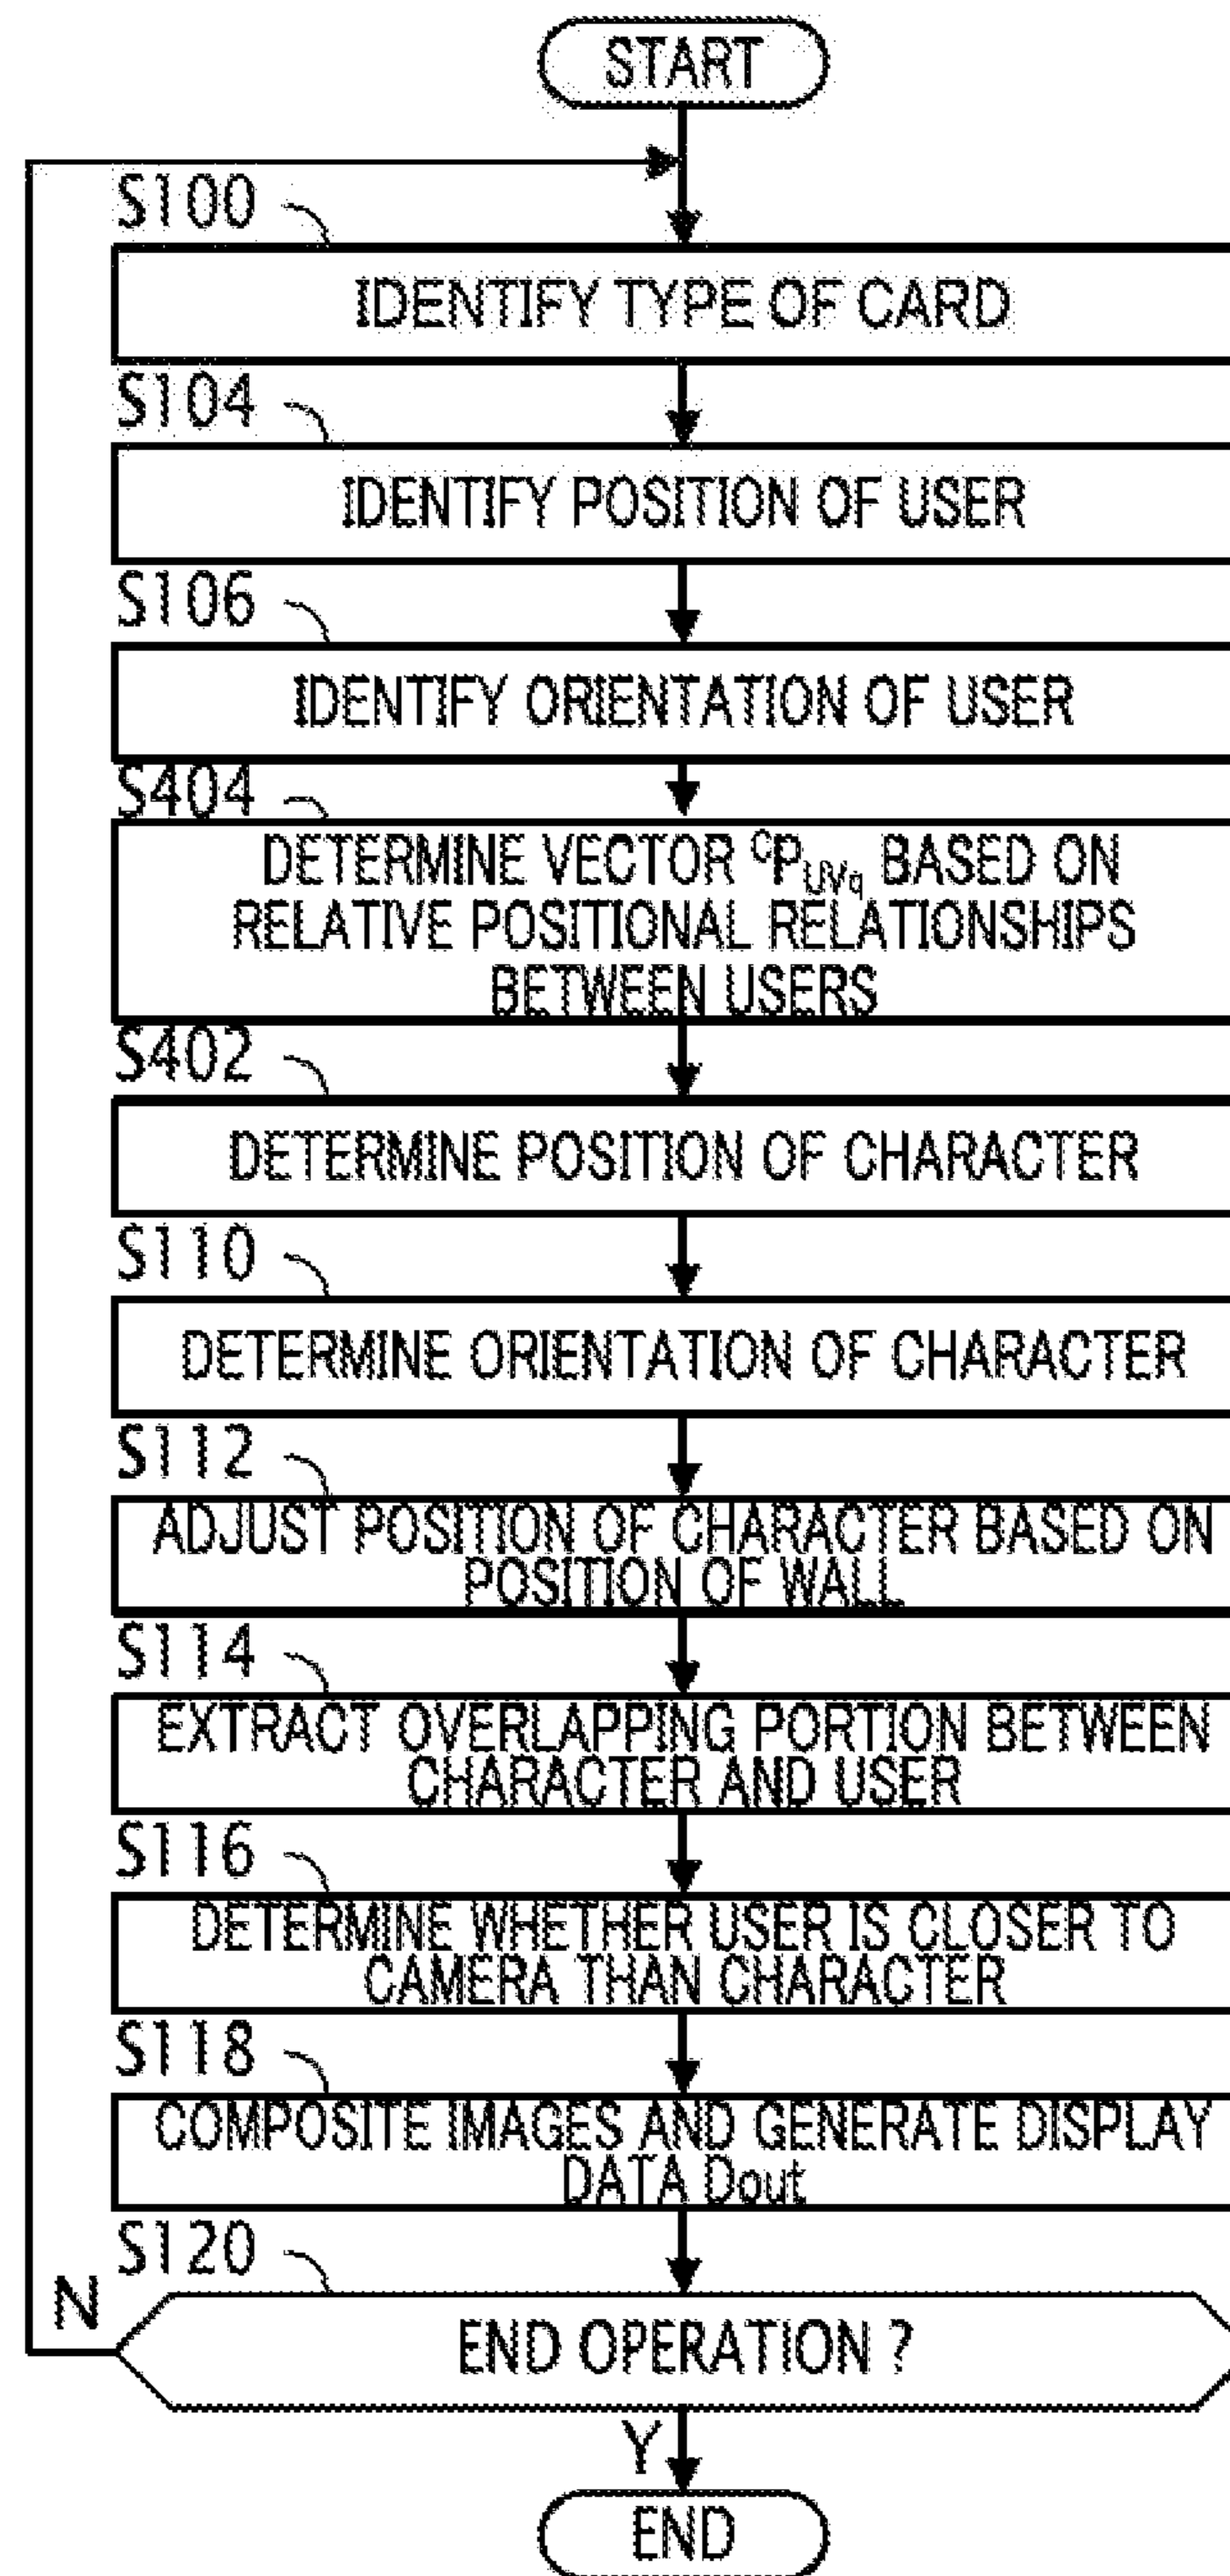 START
S100
IDENTIFY TYPE OF CARD
S104
IDENTIFY POSITION OF USER
S106
IDENTIFY ORIENTATION OF USER
S404
DETERMINE VECTOR ᶜP_UVq BASED ON
RELATIVE POSITIONAL RELATIONSHIPS
BETWEEN USERS
S402
DETERMINE POSITION OF CHARACTER
S110
DETERMINE ORIENTATION OF CHARACTER
S112
ADJUST POSITION OF CHARACTER BASED ON
POSITION OF WALL
S114
EXTRACT OVERLAPPING PORTION BETWEEN
CHARACTER AND USER
S116
DETERMINE WHETHER USER IS CLOSER TO
CAMERA THAN CHARACTER
S118
COMPOSITE IMAGES AND GENERATE DISPLAY
DATA Dout
S120
N
END OPERATION ?
Y
END